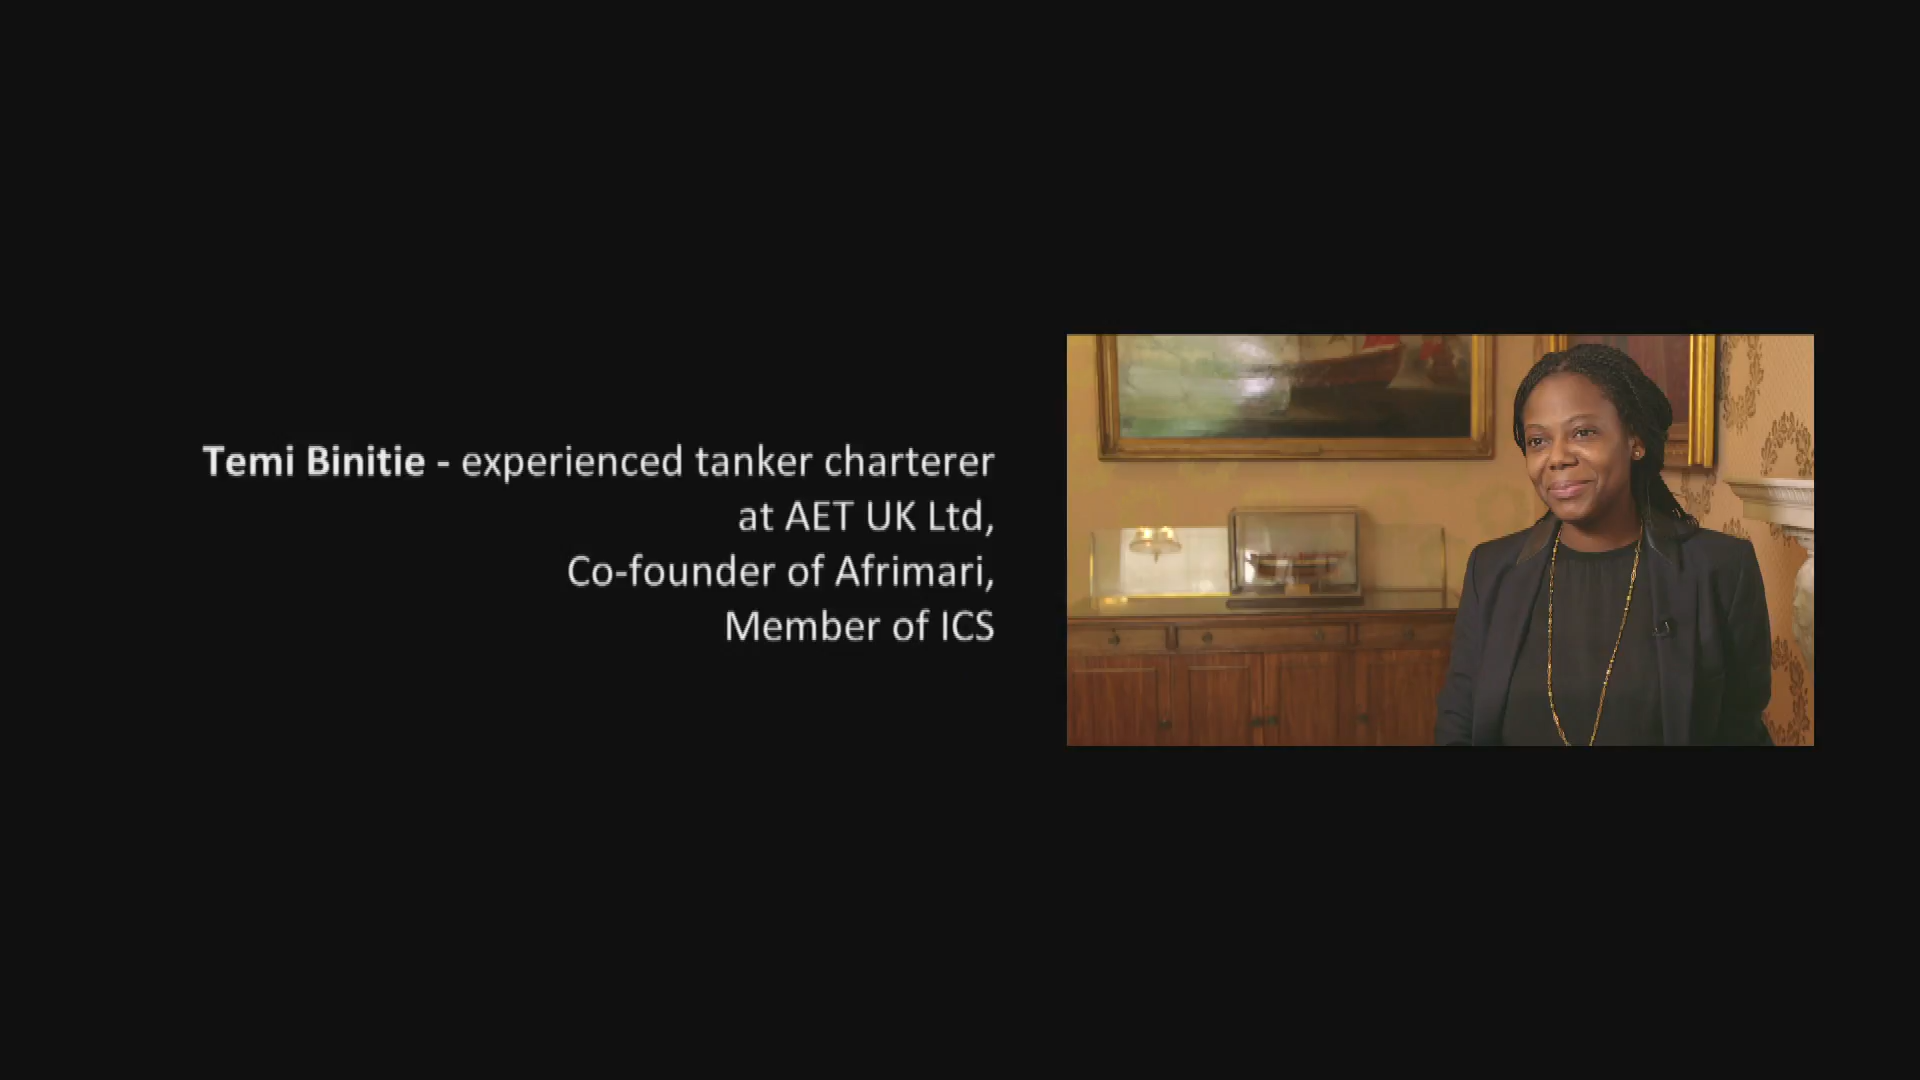 Temi Binitie - experienced tanker charterer
at AET UK Ltd,
Co-founder of Afrimari,
Member of ICS